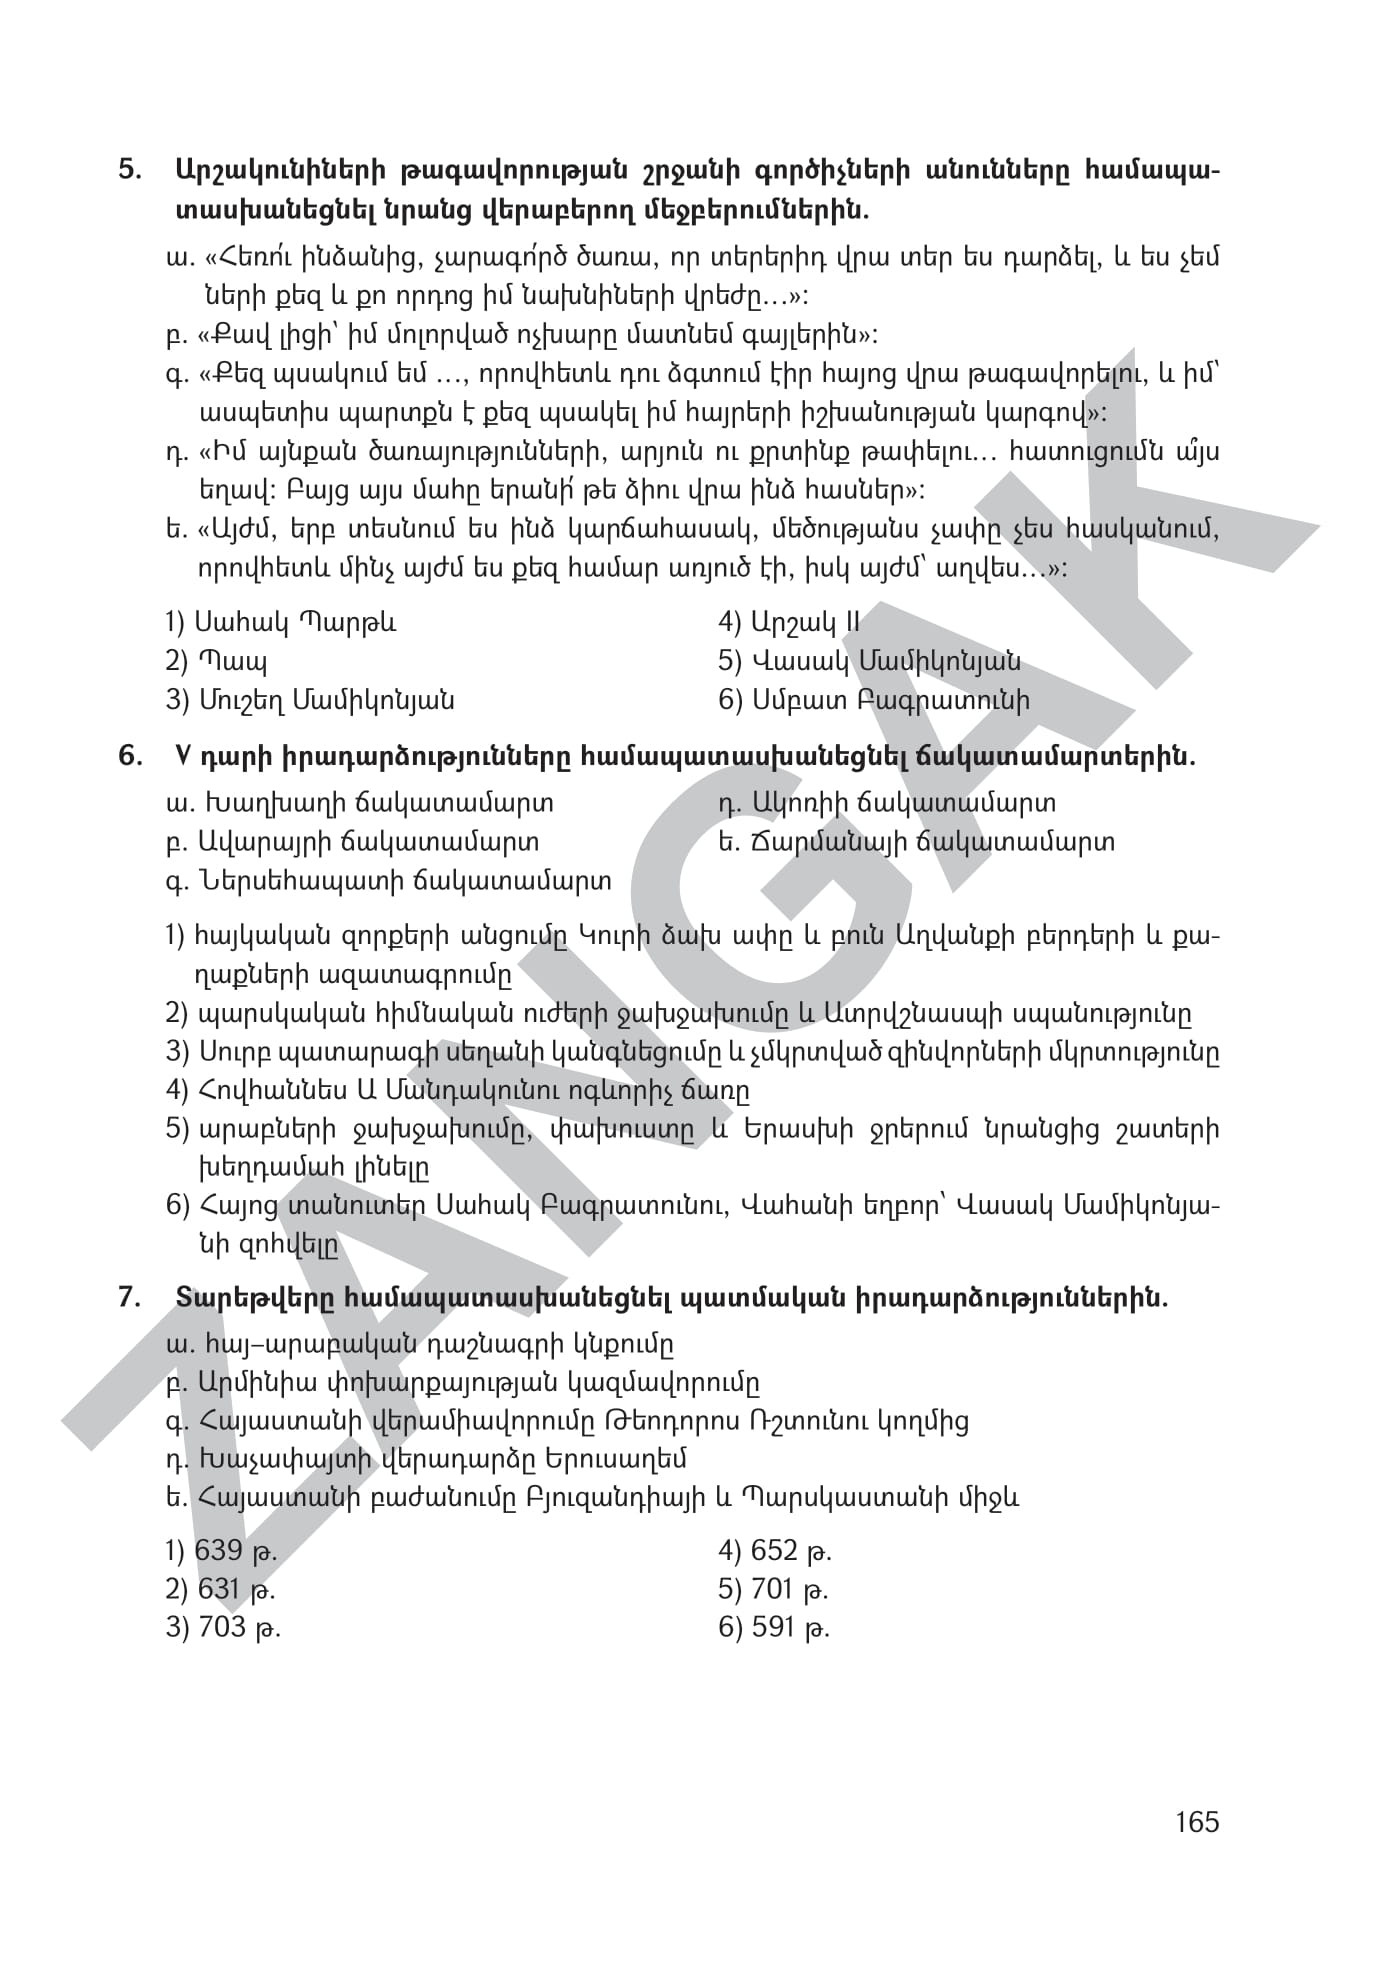 5. Արշակունիների թագավորության շրջանի գործիչների անունները համապա-
տասխանեցնել նրանց վերաբերող մեջբերումներին.
ա. «Հեռո՛ւ ինձանից, չարագո՛րծ ծառա, որ տերերիդ վրա տեր ես դարձել, և ես չեմ
ների քեզ և քո որդոց իմ նախնիների վրեժը...»:
բ. «Քավ լիցի՝ իմ մոլորված ոչխարը մատնեմ գայլերին»:
գ. «Քեզ պսակում եմ ..., որովհետև դու ձգտում էիր հայոց վրա թագավորելու, և իմ՝
ասպետիս պարտքն է քեզ պսակել իմ հայրերի իշխանության կարգով»:
դ. «Իմ այնքան ծառայությունների, արյուն ու քրտինք թափելու... հատուցումն ա՞յս
եղավ: Բայց այս մահը երանի՛ թե ձիու վրա ինձ հասներ»:
ե. «Այժմ, երբ տեսնում ես ինձ կարճահասակ, մեծությանս չափը չես հասկանում,
որովհետև մինչ այժմ ես քեզ համար առյուծ էի, իսկ այժմ՝ աղվես...»:
1) Սահակ Պարթև
2) Պապ
3) Մուշեղ Մամիկոնյան
4) Արշակ II
5) Վասակ Մամիկոնյան
6) Սմբատ Բագրատունի
6. V դարի իրադարձությունները համապատասխանեցնել ճակատամարտերին.
ա. Խաղխաղի ճակատամարտ
բ. Ավարայրի ճակատամարտ
գ. Ներսեհապատի ճակատամարտ
դ. Ակոռիի ճակատամարտ
ե. Ճարմանայի ճակատամարտ
1) հայկական զորքերի անցումը Կուրի ձախ ափը և բուն Աղվանքի բերդերի և քա-
ղաքների ազատագրումը
2) պարսկական հիմնական ուժերի ջախջախումը և Ատրվշնասպի սպանությունը
3) Սուրբ պատարագի սեղանի կանգնեցումը և չմկրտված զինվորների մկրտությունը
4) Հովհաննես Ա Մանդակունու ոգևորիչ ճառը
5) արաբների ջախջախումը, փախուստը և Երասխի ջրերում նրանցից շատերի
խեղդամահ լինելը
6) Հայոց տանուտեր Սահակ Բագրատունու, Վահանի եղբոր՝ Վասակ Մամիկոնյա-
նի զոհվելը
7. Տարեթվերը համապատասխանեցնել պատմական իրադարձություններին.
ա. հայ–արաբական դաշնագրի կնքումը
բ. Արմինիա փոխարքայության կազմավորումը
գ. Հայաստանի վերամիավորումը Թեոդորոս Ռշտունու կողմից
դ. Խաչափայտի վերադարձը Երուսաղեմ
ե. Հայաստանի բաժանումը Բյուզանդիայի և Պարսկաստանի միջև
1) 639 թ.
2) 631 թ.
3) 703 թ.
4) 652 թ.
5) 701 թ.
6) 591 թ.
165
ZANGAK